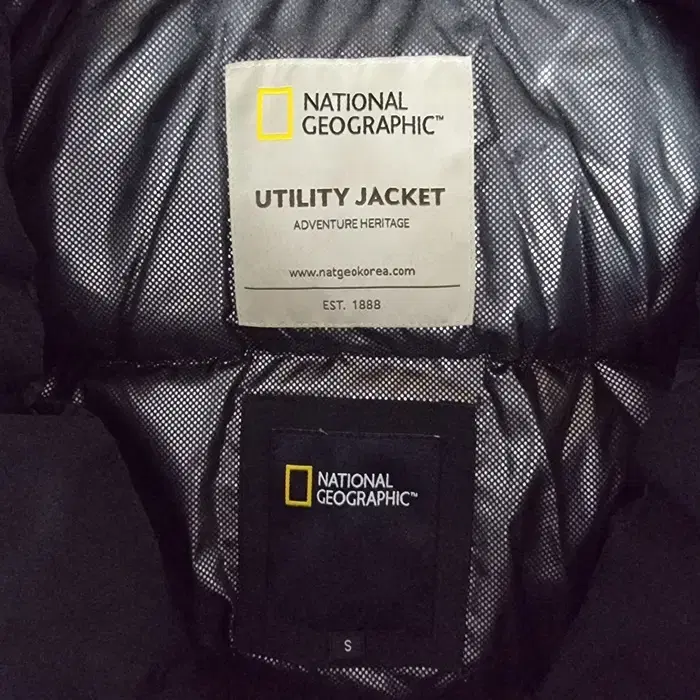 NATIONAL
GEOGRAPHIC™
UTILITY JACKET
ADVENTURE HERITAGE
www.natgeokorea.com
EST. 1888
NATIONAL
GEOGRAPHIC™
S